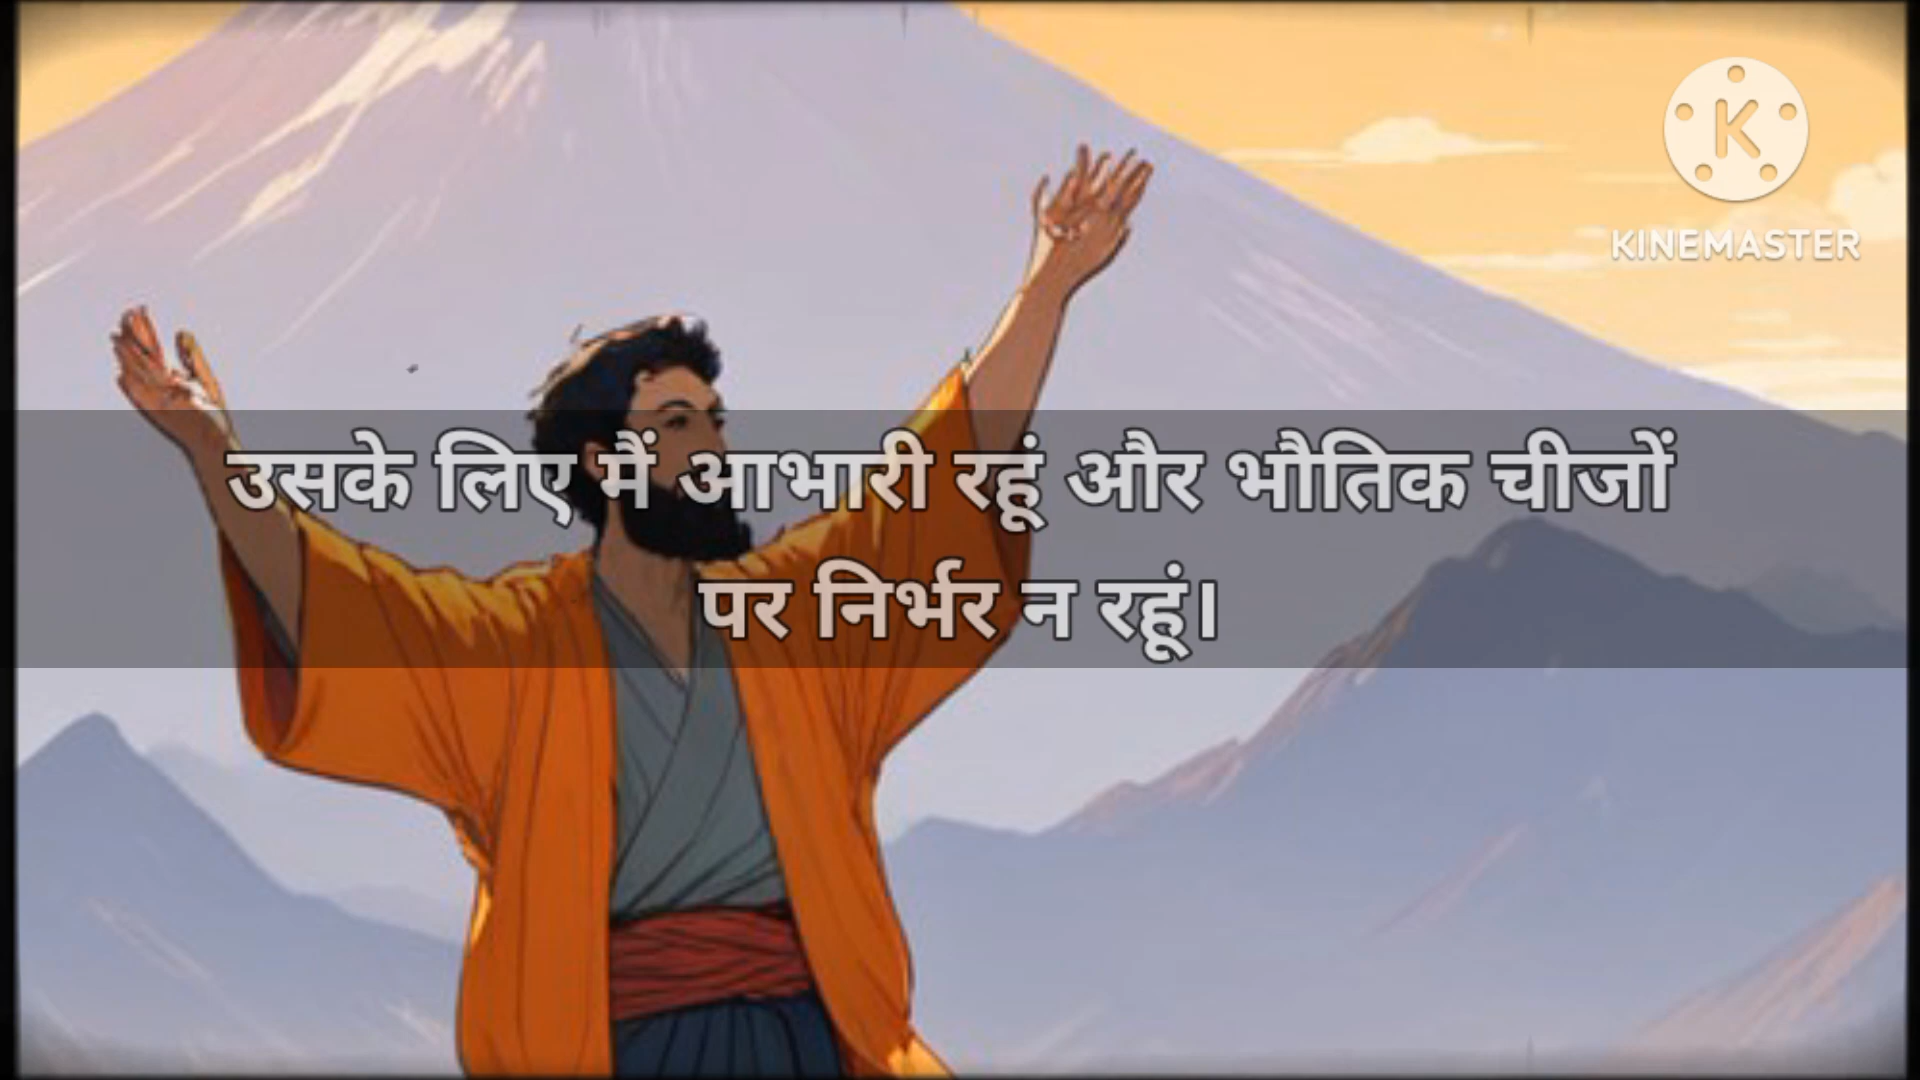 KINEMASTER
उसके लिए मैं आभारी रहूं और भौतिक चीजों
पर निर्भर न रहूं।